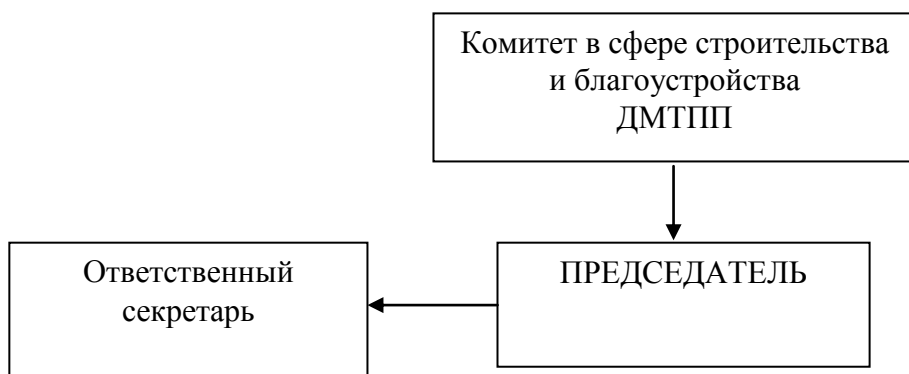 Комитет в сфере строительства
и благоустройства
ДМТПП
Ответственный
секретарь
ПРЕДСЕДАТЕЛЬ